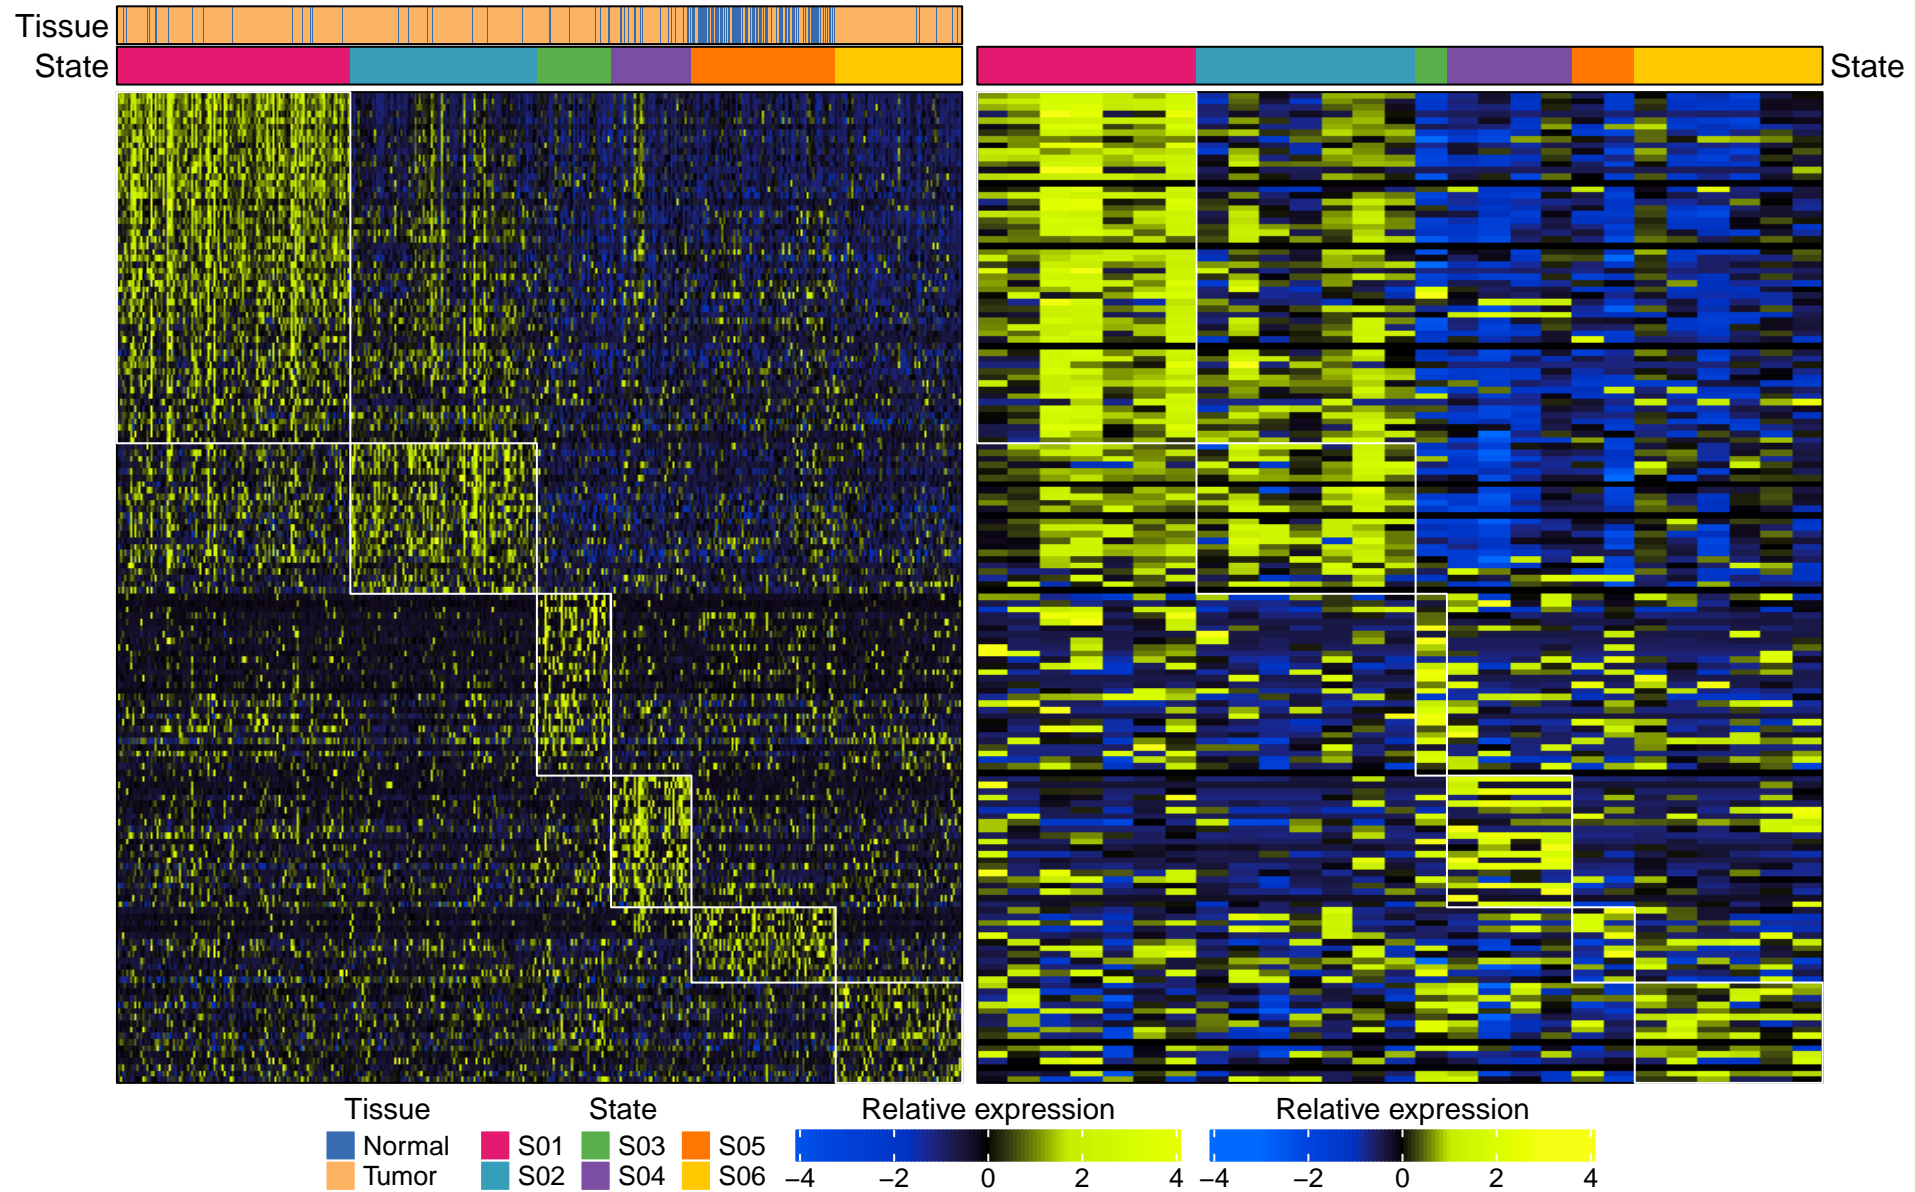 Tissue
State
State
Tissue State Relative expression Relative expression
Normal S01 S03 S05
Tumor S02 S04 S06
−4 −2 0 2 4 −4 −2 0 2 4